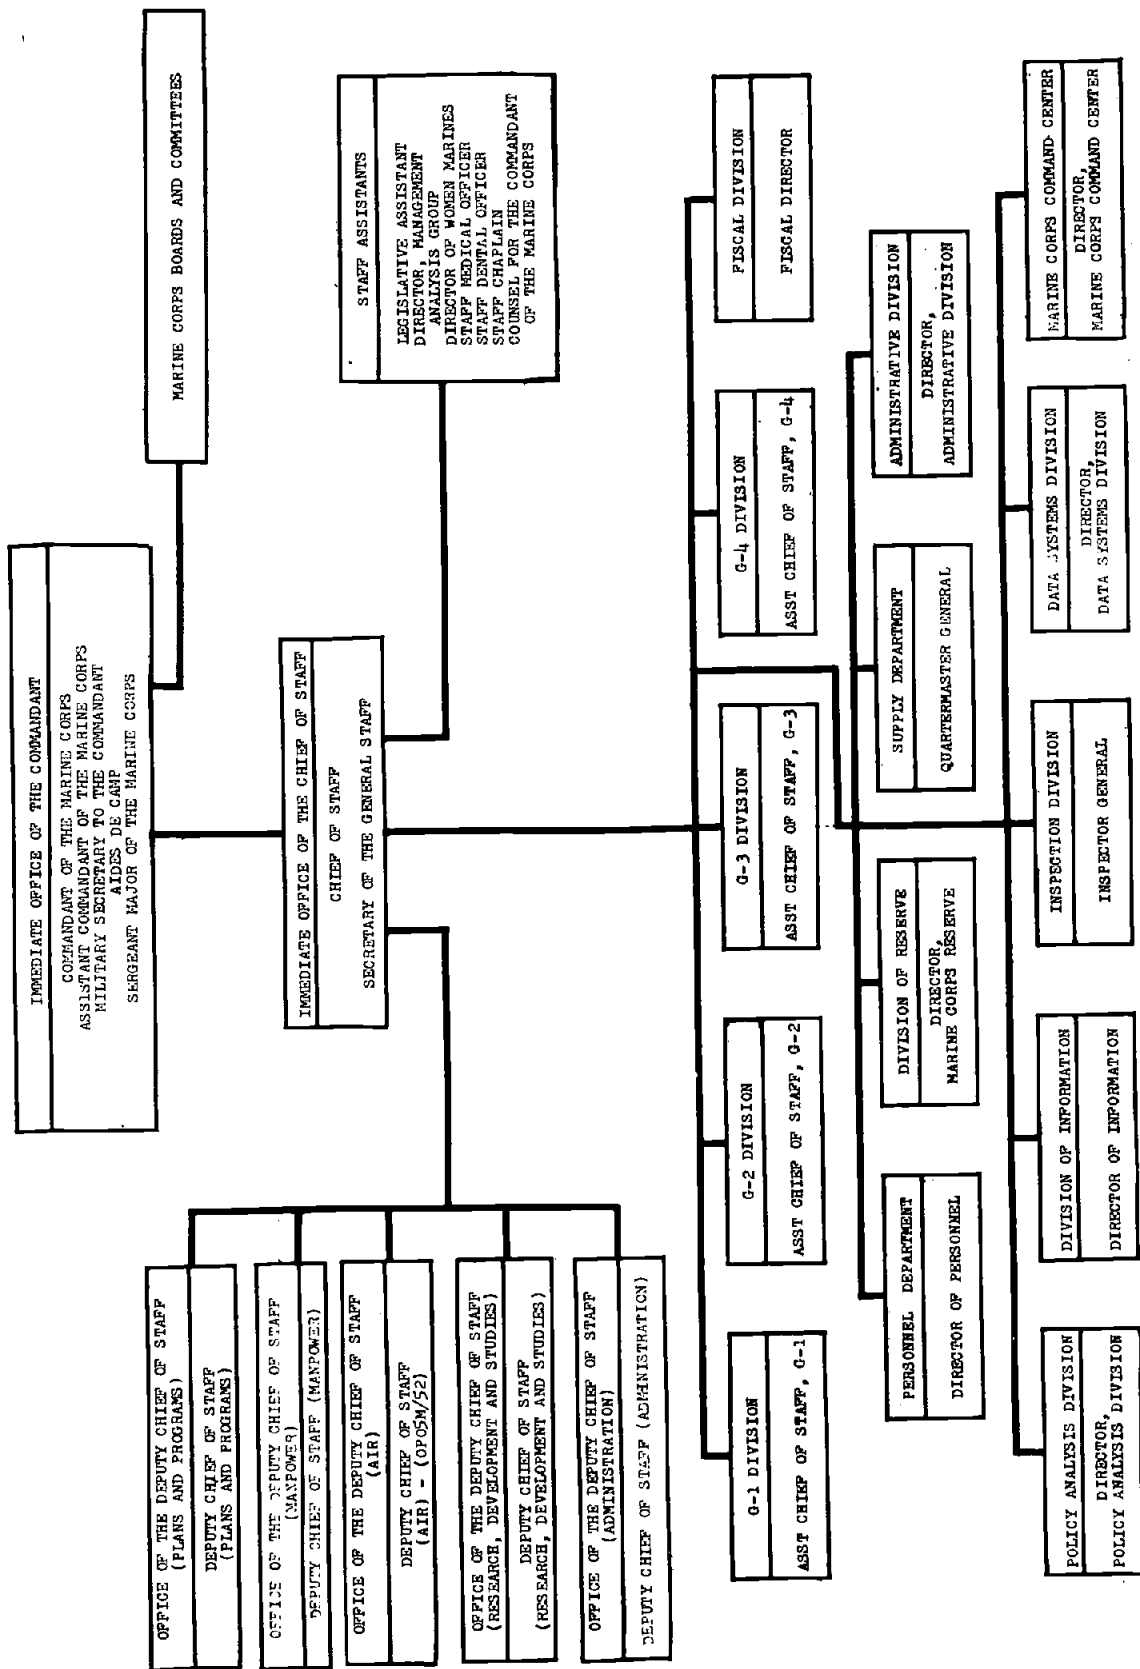 IMMEDIATE OFFICE OF THE COMMANDANT
COMMANDANT OF THE MARINE CORPS
ASSISTANT COMMANDANT OF THE MARINE CORPS
MILITARY SECRETARY TO THE COMMANDANT
AIDES DE CAMP
SERGEANT MAJOR OF THE MARINE CORPS
MARINE CORPS BOARDS AND COMMITTEES
IMMEDIATE OFFICE OF THE CHIEF OF STAFF
CHIEF OF STAFF
SECRETARY OF THE GENERAL STAFF
STAFF ASSISTANTS
LEGISLATIVE ASSISTANT
DIRECTOR, MANAGEMENT
ANALYSIS GROUP
DIRECTOR OF WOMEN MARINES
STAFF MEDICAL OFFICER
STAFF DENTAL OFFICER
STAFF CHAPLAIN
COUNSEL FOR THE COMMANDANT
OF THE MARINE CORPS
OFFICE OF THE DEPUTY CHIEF OF STAFF
(PLANS AND PROGRAMS)
DEPUTY CHIEF OF STAFF
(PLANS AND PROGRAMS)
OFFICE OF THE DEPUTY CHIEF OF STAFF
(MANPOWER)
DEPUTY CHIEF OF STAFF (MANPOWER)
OFFICE OF THE DEPUTY CHIEF OF STAFF
(AIR)
DEPUTY CHIEF OF STAFF
(AIR) - (OP05M/52)
OFFICE OF THE DEPUTY CHIEF OF STAFF
(RESEARCH, DEVELOPMENT AND STUDIES)
DEPUTY CHIEF OF STAFF
(RESEARCH, DEVELOPMENT AND STUDIES)
OFFICE OF THE DEPUTY CHIEF OF STAFF
(ADMINISTRATION)
DEPUTY CHIEF OF STAFF (ADMINISTRATION)
G-1 DIVISION
ASST CHIEF OF STAFF, G-1
G-2 DIVISION
ASST CHIEF OF STAFF, G-2
G-3 DIVISION
ASST CHIEF OF STAFF, G-3
G-4 DIVISION
ASST CHIEF OF STAFF, G-4
FISCAL DIVISION
FISCAL DIRECTOR
PERSONNEL DEPARTMENT
DIRECTOR OF PERSONNEL
DIVISION OF RESERVE
DIRECTOR,
MARINE CORPS RESERVE
SUPPLY DEPARTMENT
QUARTERMASTER GENERAL
ADMINISTRATIVE DIVISION
DIRECTOR,
ADMINISTRATIVE DIVISION
POLICY ANALYSIS DIVISION
DIRECTOR,
POLICY ANALYSIS DIVISION
DIVISION OF INFORMATION
DIRECTOR OF INFORMATION
INSPECTION DIVISION
INSPECTOR GENERAL
DATA SYSTEMS DIVISION
DIRECTOR,
DATA SYSTEMS DIVISION
MARINE CORPS COMMAND CENTER
DIRECTOR,
MARINE CORPS COMMAND CENTER